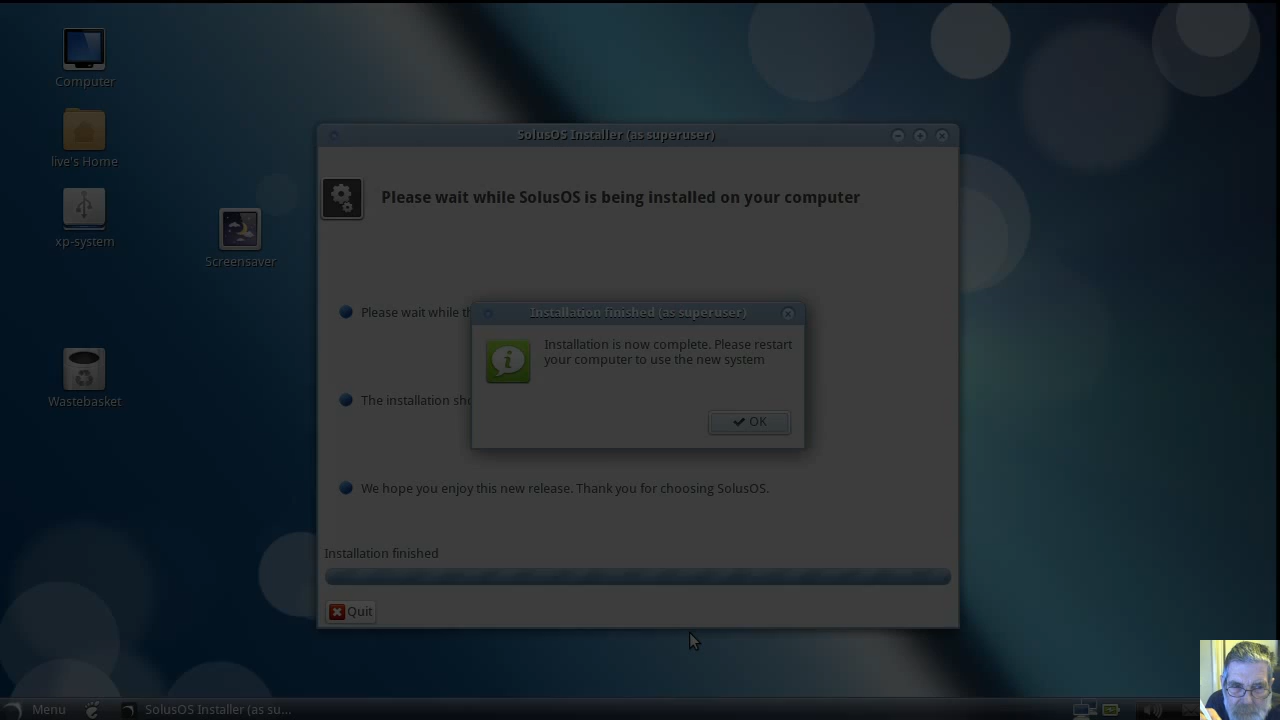 Computer
live's Home
xp-system
Screensaver
Wastebasket
SolusOS Installer (as superuser)
Please wait while SolusOS is being installed on your computer
Please wait while th
Installation finished (as superuser)
Installation is now complete. Please restart
your computer to use the new system
OK
The installation sho
We hope you enjoy this new release. Thank you for choosing SolusOS.
Installation finished
Quit
Menu
SolusOS Installer (as su...